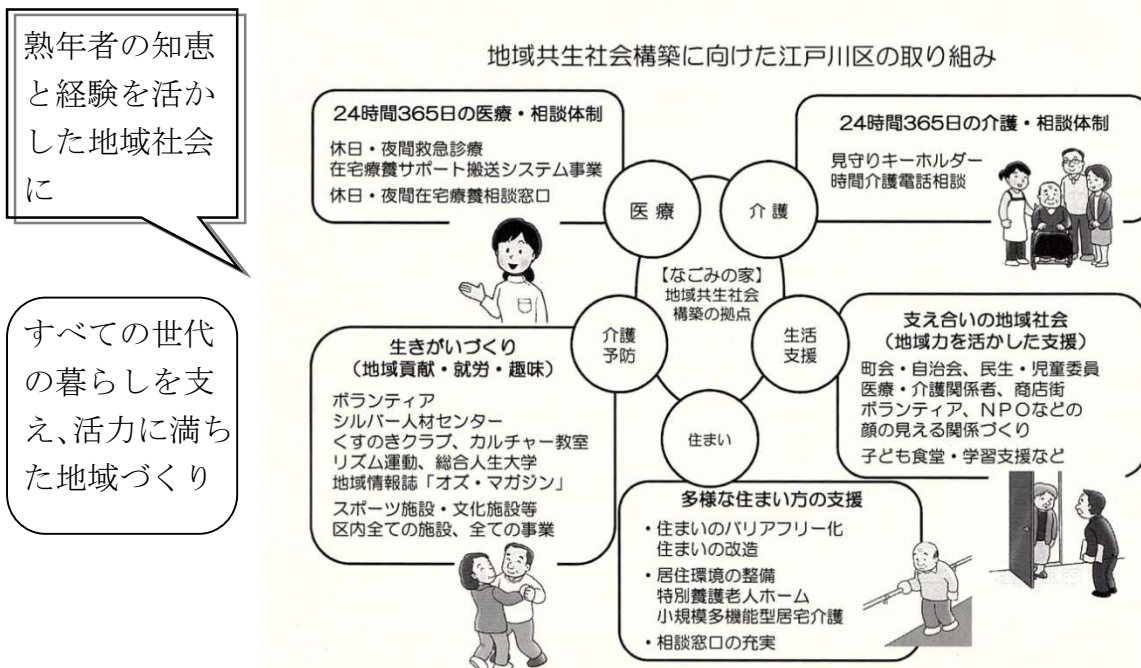 熟年者の知恵
と経験を活か
した地域社会
に
すべての世代
の暮らしを支
え、活力に満ち
た地域づくり
地域共生社会構築に向けた江戸川区の取り組み
24時間365日の医療・相談体制
休日・夜間救急診療
在宅療養サポート搬送システム事業
休日・夜間在宅療養相談窓口
24時間365日の介護・相談体制
見守りキーホルダー
時間介護電話相談
医療
介護
【なごみの家】
地域共生社会
構築の拠点
介護
予防
生活
支援
住まい
生きがいづくり
（地域貢献・就労・趣味）
ボランティア
シルバー人材センター
くすのきクラブ、カルチャー教室
リズム運動、総合人生大学
地域情報誌「オズ・マガジン」
スポーツ施設・文化施設等
区内全ての施設、全ての事業
支え合いの地域社会
（地域力を活かした支援）
町会・自治会、民生・児童委員
医療・介護関係者、商店街
ボランティア、NPOなどの
顔の見える関係づくり
子ども食堂・学習支援など
多様な住まい方の支援
・住まいのバリアフリー化
住まいの改造
・居住環境の整備
特別養護老人ホーム
小規模多機能型居宅介護
・相談窓口の充実